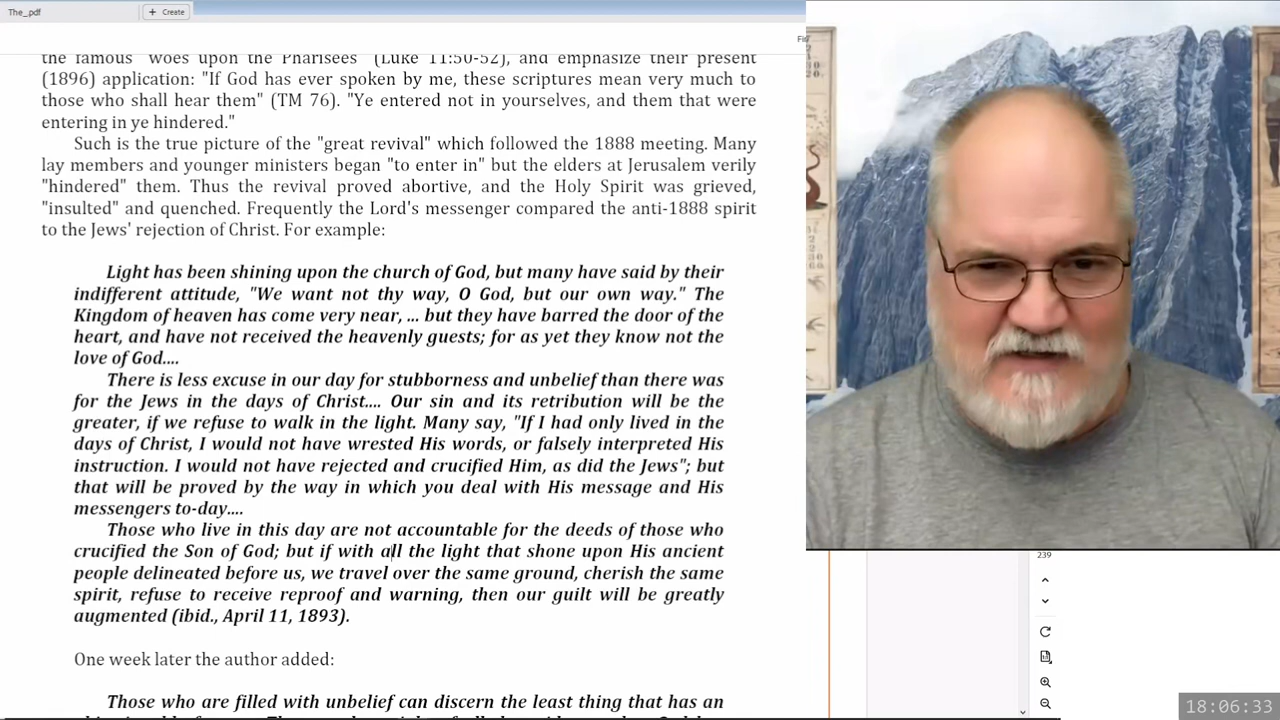 The_pdf
+ Create
the famous "woes upon the Pharisees" (Luke 11:50-52), and emphasize their present
(1896) application: "If God has ever spoken by me, these scriptures mean very much to
those who shall hear them" (TM 76). "Ye entered not in yourselves, and them that were
entering in ye hindered."
Such is the true picture of the "great revival" which followed the 1888 meeting. Many
lay members and younger ministers began "to enter in" but the elders at Jerusalem verily
"hindered" them. Thus the revival proved abortive, and the Holy Spirit was grieved,
"insulted" and quenched. Frequently the Lord's messenger compared the anti-1888 spirit
to the Jews' rejection of Christ. For example:
Light has been shining upon the church of God, but many have said by their
indifferent attitude, "We want not thy way, O God, but our own way." The
Kingdom of heaven has come very near, ... but they have barred the door of the
heart, and have not received the heavenly guests; for as yet they know not the
love of God....
There is less excuse in our day for stubborness and unbelief than there was
for the Jews in the days of Christ.... Our sin and its retribution will be the
greater, if we refuse to walk in the light. Many say, "If I had only lived in the
days of Christ, I would not have wrested His words, or falsely interpreted His
instruction. I would not have rejected and crucified Him, as did the Jews"; but
that will be proved by the way in which you deal with His message and His
messengers to-day....
Those who live in this day are not accountable for the deeds of those who
crucified the Son of God; but if with all the light that shone upon His ancient
people delineated before us, we travel over the same ground, cherish the same
spirit, refuse to receive reproof and warning, then our guilt will be greatly
augmented (ibid., April 11, 1893).
One week later the author added:
Those who are filled with unbelief can discern the least thing that has an
239
18:06:33